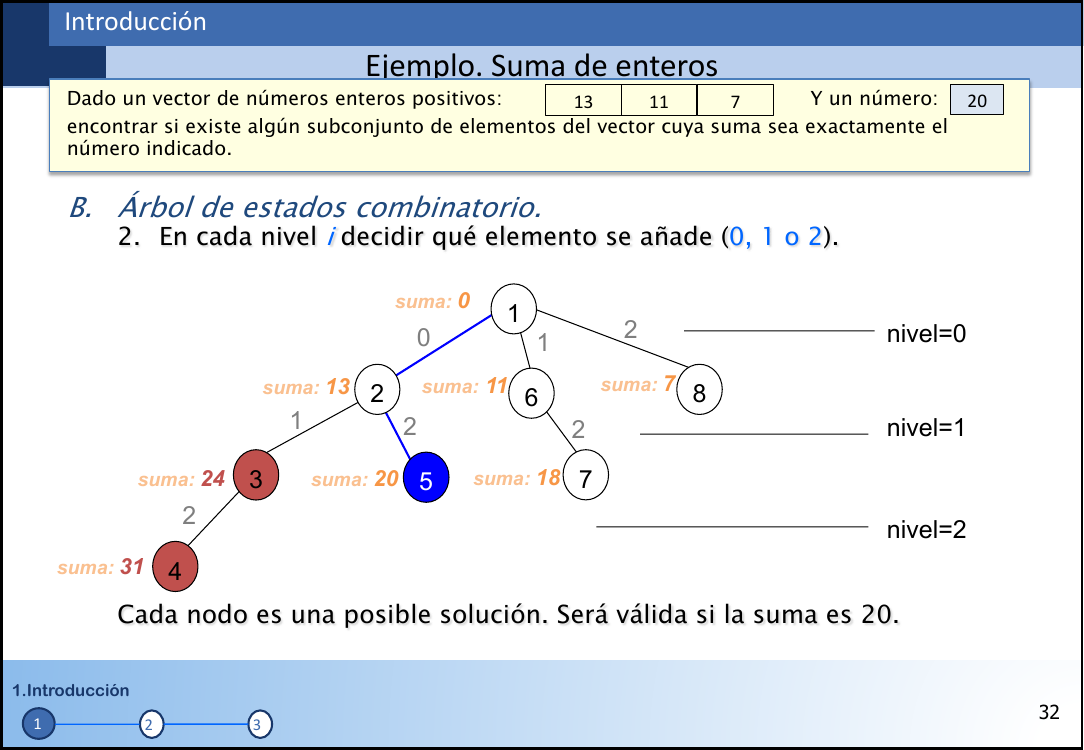 Introducción
Ejemplo. Suma de enteros
Dado un vector de números enteros positivos: 13 11 7 Y un número: 20
encontrar si existe algún subconjunto de elementos del vector cuya suma sea exactamente el
número indicado.
B. Árbol de estados combinatorio.
2. En cada nivel i decidir qué elemento se añade (0, 1 o 2).
suma: 0 1
0 1 2 nivel=0
suma: 13 2 suma: 11 6 suma: 7 8
1 2 2 nivel=1
suma: 24 3 suma: 20 5 suma: 18 7
2 nivel=2
suma: 31 4
Cada nodo es una posible solución. Será válida si la suma es 20.
1.Introducción
1 2 3
32